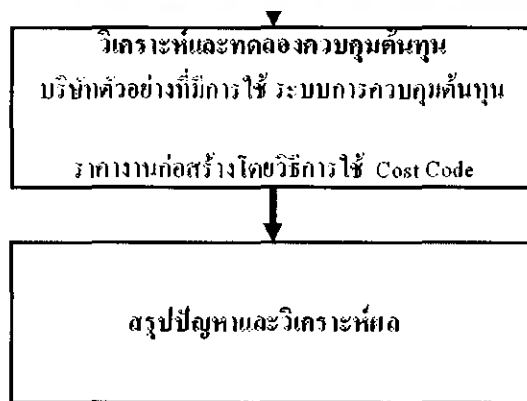 วิเคราะห์และทดลองควบคุมต้นทุน
บริษัทตัวอย่างที่มีการใช้ ระบบการควบคุมต้นทุน
ราคางานก่อสร้างโดยวิธีการใช้ Cost Code
สรุปปัญหาและวิเคราะห์ผล